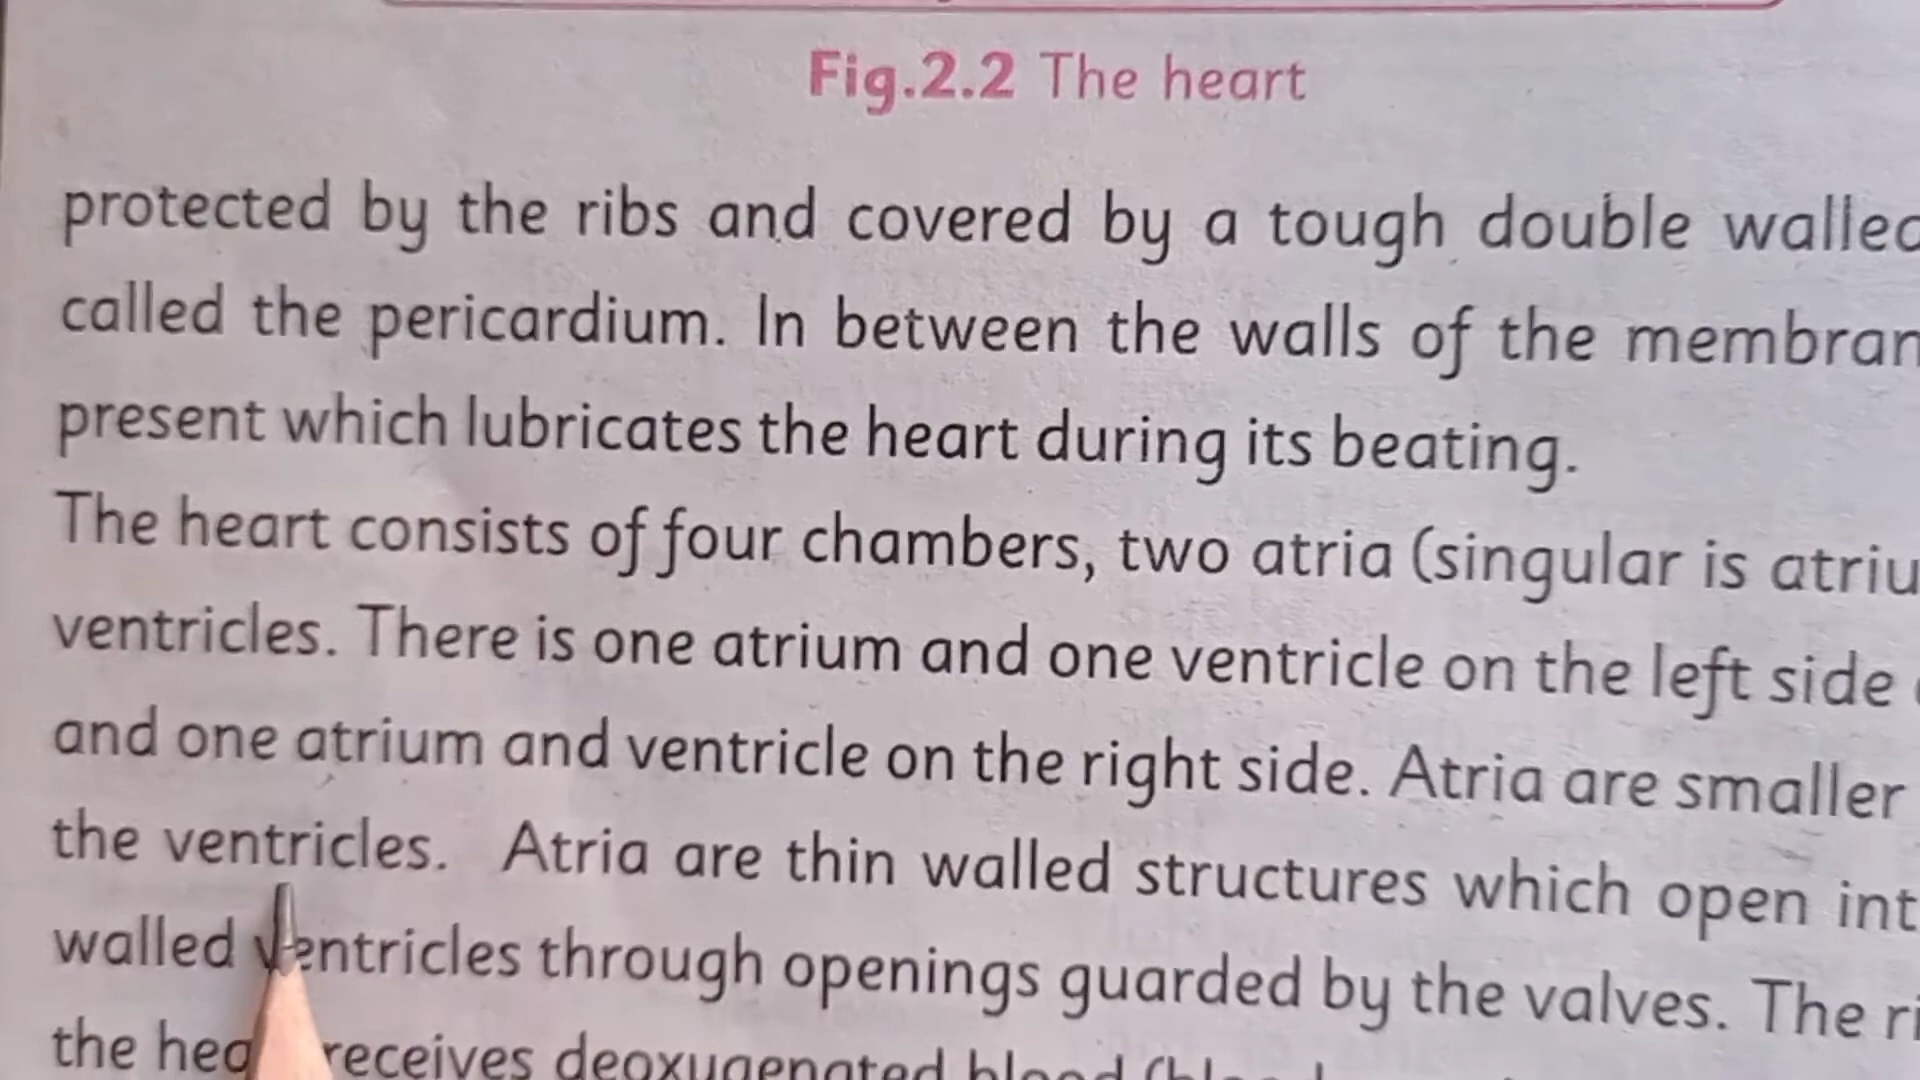 Fig.2.2 The heart
protected by the ribs and covered by a tough double walled
called the pericardium. In between the walls of the
present which lubricates the heart during its beating.
The heart consists of four chambers, two atria (singular is
ventricles. There is one atrium and one ventricle on the left side
and one atrium and ventricle on the right side. Atria are smaller
the ventricles. Atria are thin walled structures which open
walled ventricles through openings guarded by the valves. The
the receives deoxygenated blood